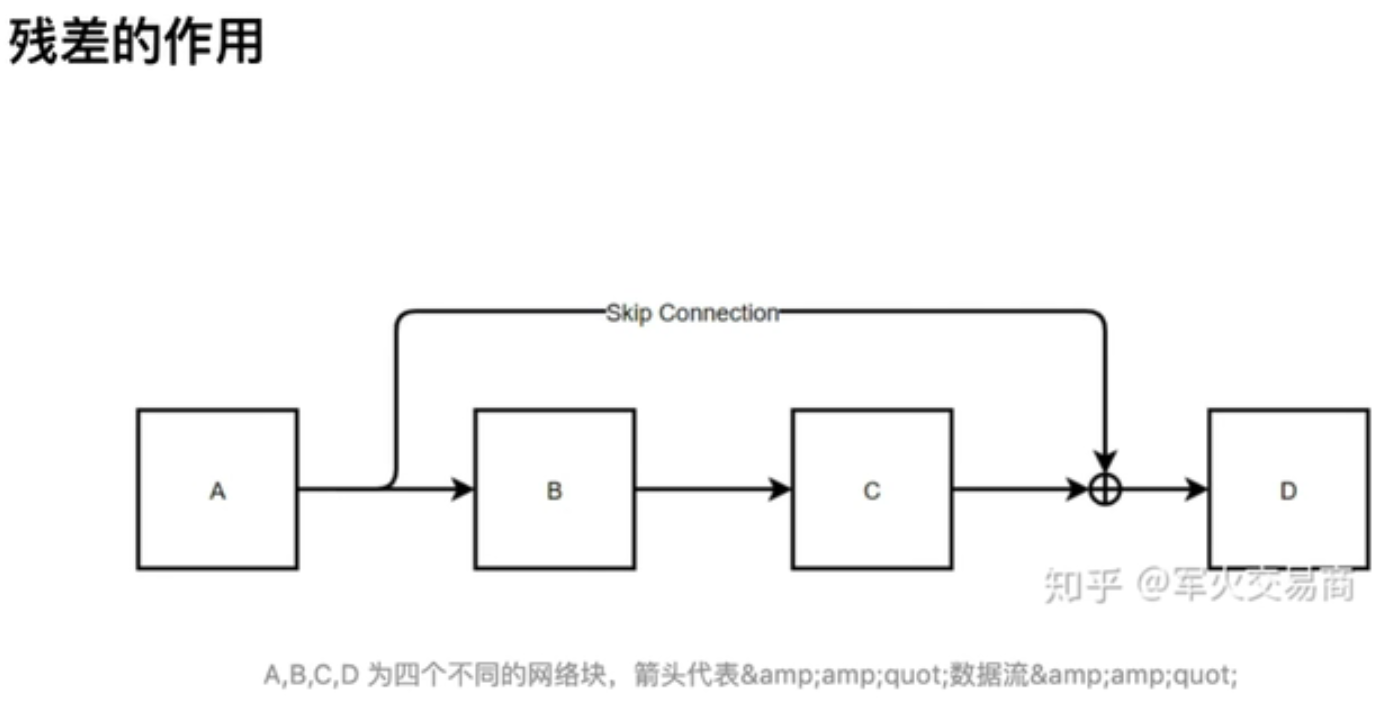 残差的作用
Skip Connection
A
B
C
D
知乎 @军火交易商
A,B,C,D 为四个不同的网络块，箭头代表&amp;amp;quot;数据流&amp;amp;quot;